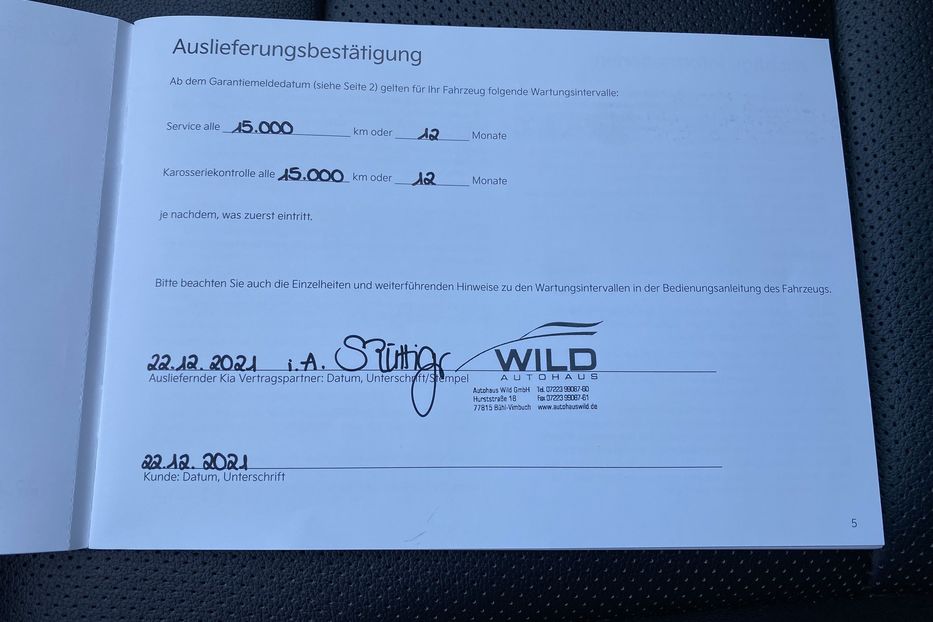 Auslieferungsbestätigung
Ab dem Garantiemeldedatum (siehe Seite 2) gelten für Ihr Fahrzeug folgende Wartungsintervalle:
Service alle 15.000 km oder 12 Monate
Karosseriekontrolle alle 15.000 km oder 12 Monate
je nachdem, was zuerst eintritt.
Bitte beachten Sie auch die Einzelheiten und weiterführenden Hinweise zu den Wartungsintervallen in der Bedienungsanleitung des Fahrzeugs.
22.12.2021 i.A.
WILD
AUTOHAUS
Ausliefernder Kia Vertragspartner: Datum, Unterschrift/Stempel
Autohaus Wild GmbH Tel. 07223 99087-60
Hurststraße 16 Fax 07223 99087-61
77815 Bühl-Vimbuch www.autohauswild.de
22.12.2021
Kunde: Datum, Unterschrift
5